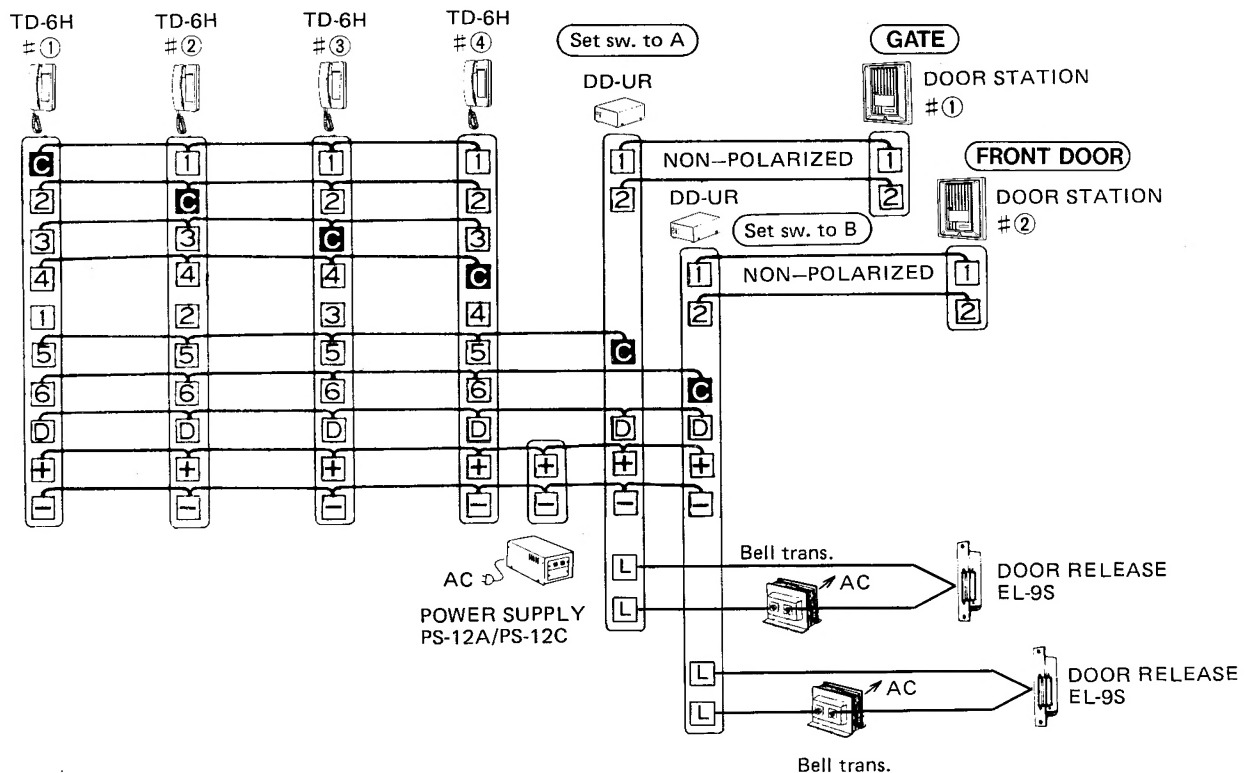 TD-6H TD-6H TD-6H TD-6H
#① #② #③ #④
Set sw. to A
GATE
DD-UR
DOOR STATION
#①
C 1 1 1 1 NON–POLARIZED 1
FRONT DOOR
2 C 2 2 2 2
DD-UR
DOOR STATION
#②
3 3 C 3
Set sw. to B
4 4 4 C 1 NON–POLARIZED 1
1 2 3 4 2 2
5 5 5 5 C
6 6 6 6 C
D D D D D D
+ + + + + + +
− − − − − − −
Bell trans.
L AC
DOOR RELEASE
EL-9S
AC
L
POWER SUPPLY
PS-12A/PS-12C
L AC
DOOR RELEASE
EL-9S
L
Bell trans.